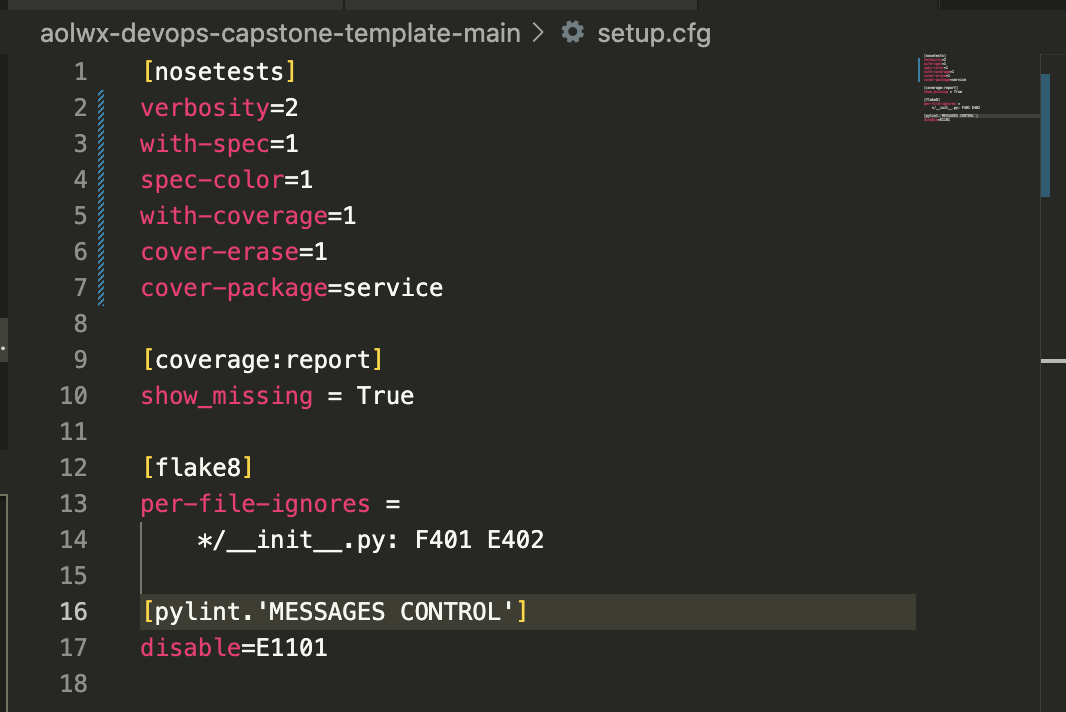 aolwx-devops-capstone-template-main > setup.cfg
1 [nosetests]
2 verbosity=2
3 with-spec=1
4 spec-color=1
5 with-coverage=1
6 cover-erase=1
7 cover-package=service
8
9 [coverage:report]
10 show_missing = True
11
12 [flake8]
13 per-file-ignores =
14     */__init__.py: F401 E402
15
16 [pylint.'MESSAGES CONTROL']
17 disable=E1101
18